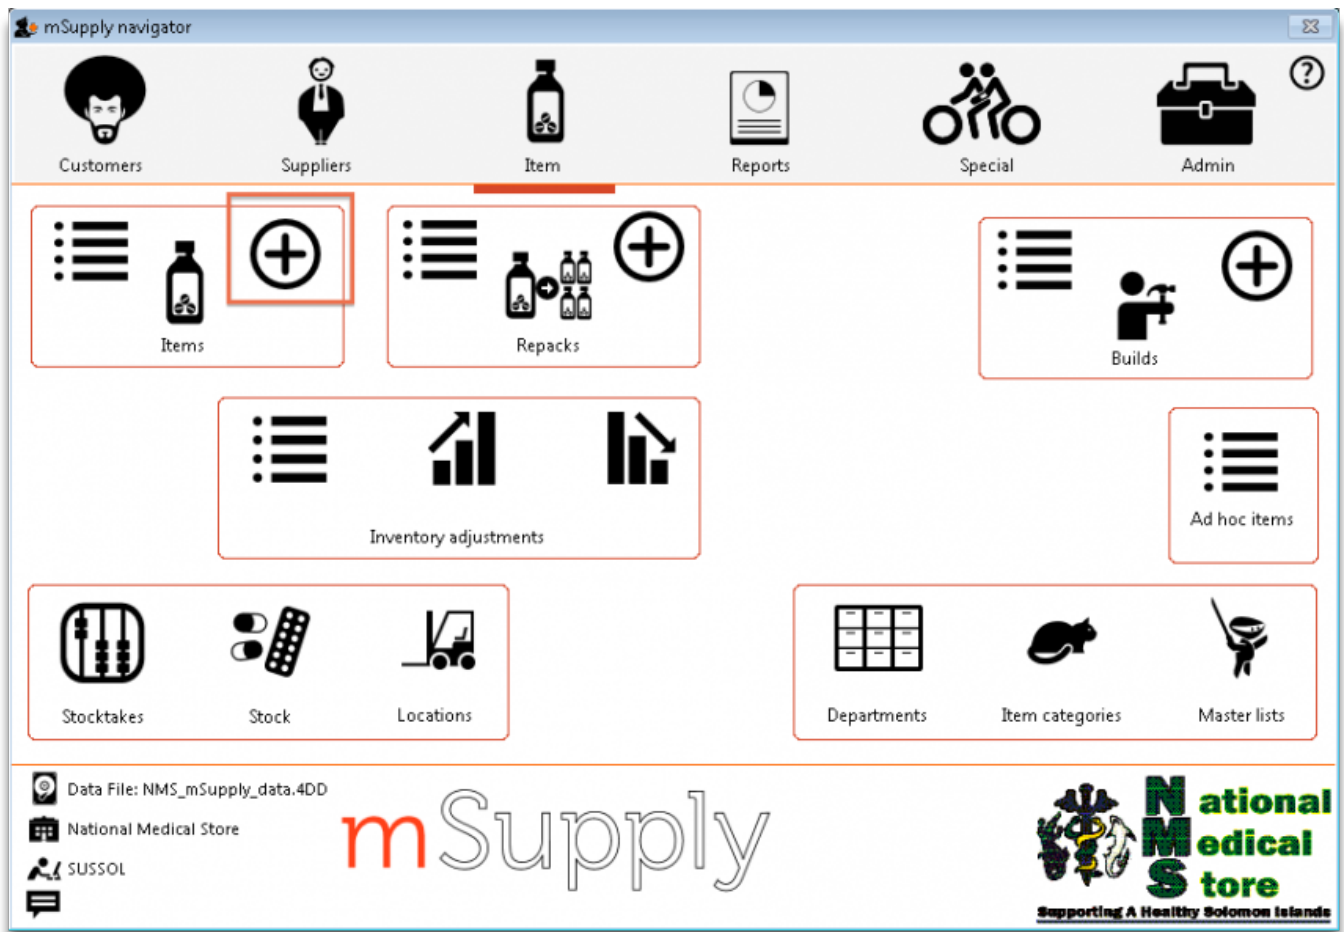 mSupply navigator
Customers
Suppliers
Item
Reports
Special
Admin
?
Items
Repacks
Builds
Inventory adjustments
Ad hoc items
Stocktakes
Stock
Locations
Departments
Item categories
Master lists
Data File: NMS_mSupply_data.4DD
National Medical Store
SUSSOL
mSupply
National
Medical
Store
Supporting A Healthy Solomon Islands